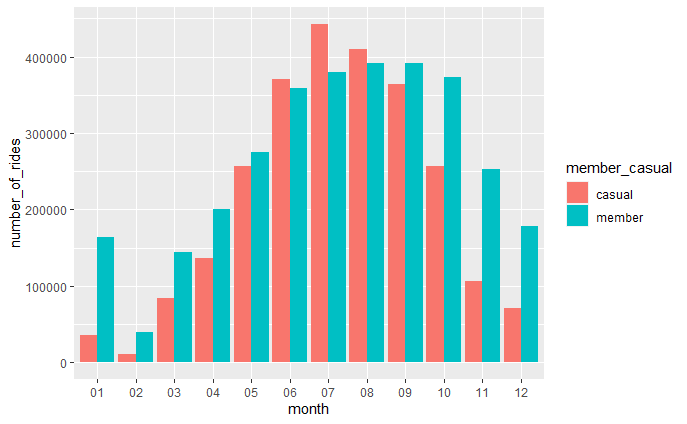 400000
300000
200000
100000
0
number_of_rides
01 02 03 04 05 06 07 08 09 10 11 12
month
member_casual
casual
member